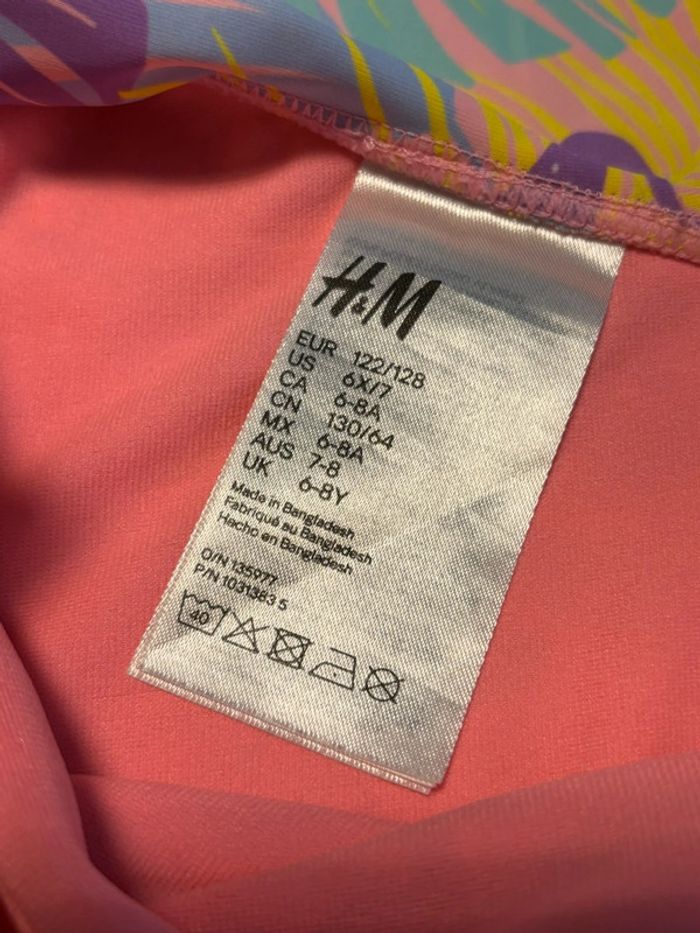 H&M
EUR 122/128
US 6X/7
CA 6-8A
CN 130/64
MX 6-8A
AUS 7-8
UK 6-8Y
Made in Bangladesh
Fabriqué au Bangladesh
Hecho en Bangladesh
O/N 135977
P/N 1031383 5
40